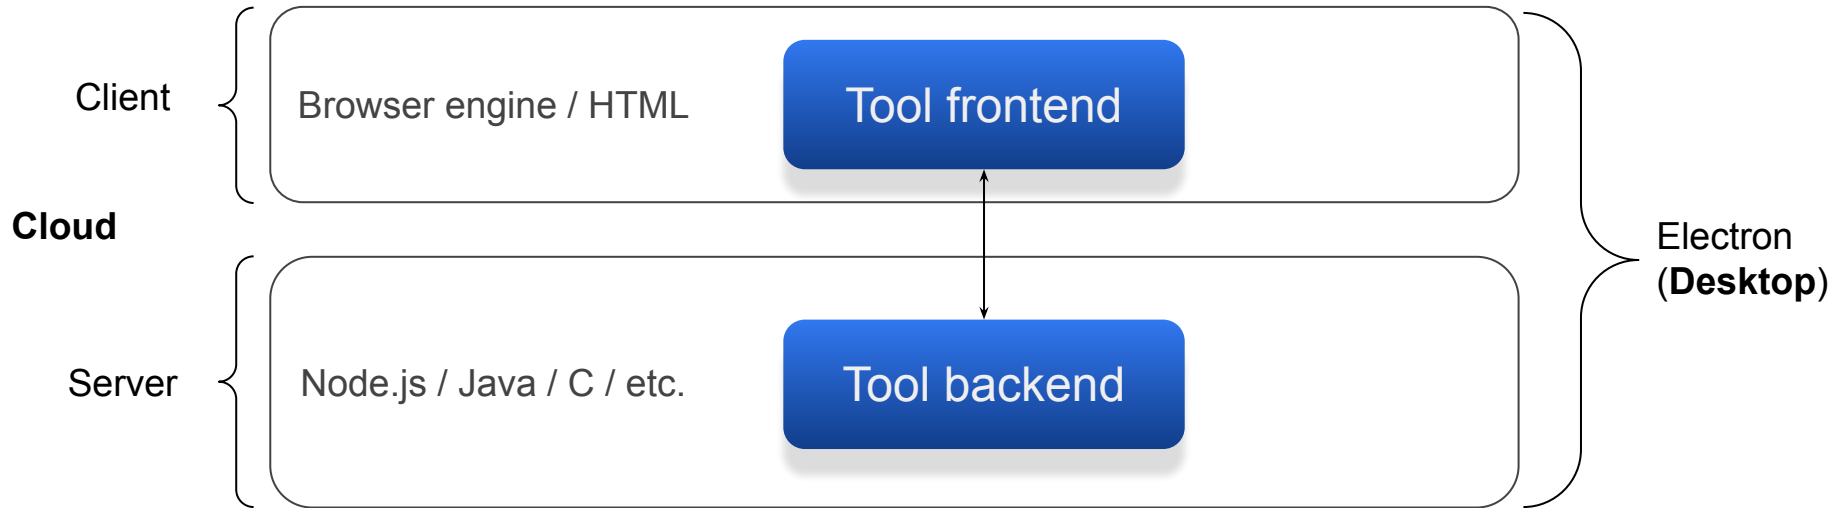 Client
Browser engine / HTML
Tool frontend
Cloud
Electron
(Desktop)
Server
Node.js / Java / C / etc.
Tool backend